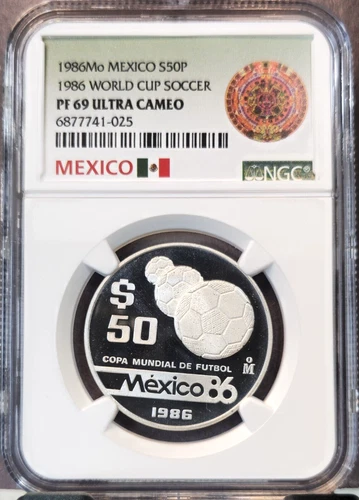 1986Mo MEXICO S50P
1986 WORLD CUP SOCCER
PF 69 ULTRA CAMEO
6877741-025
MEXICO
NGC
$
50
COPA MUNDIAL DE FUTBOL
oM
México 86
1986